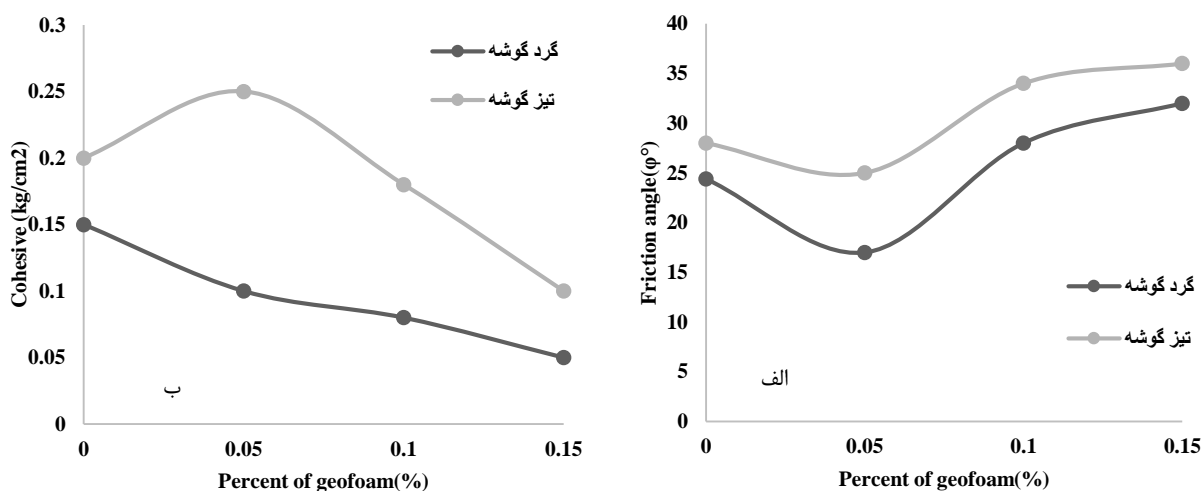 0.3
0.25
0.2
0.15
0.1
0.05
0
Cohesive (kg/cm2)
گرد گوشه
تیز گوشه
ب
0 0.05 0.1 0.15
Percent of geofoam(%)
40
35
30
25
20
15
10
5
0
Friction angle(φ°)
گرد گوشه
تیز گوشه
الف
0 0.05 0.1 0.15
Percent of geofoam(%)